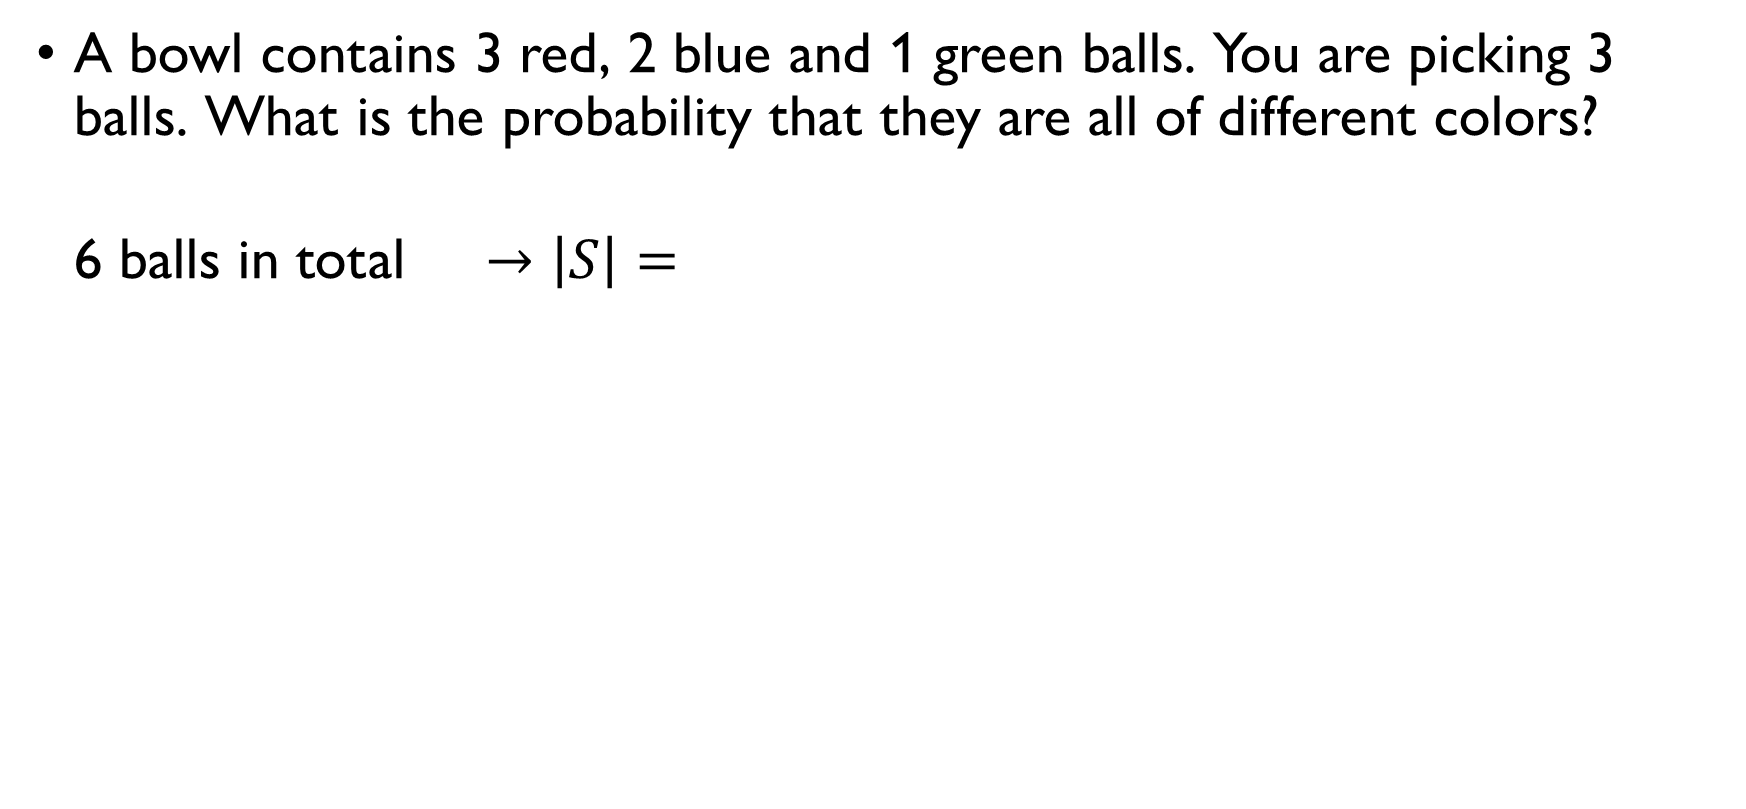 • A bowl contains 3 red, 2 blue and 1 green balls. You are picking 3
balls. What is the probability that they are all of different colors?
6 balls in total → |S| =